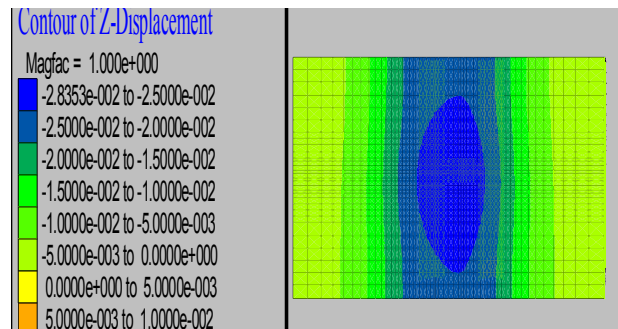 Contour of Z-Displacement
Magfac = 1.000e+000
-2.8353e-002 to -2.5000e-002
-2.5000e-002 to -2.0000e-002
-2.0000e-002 to -1.5000e-002
-1.5000e-002 to -1.0000e-002
-1.0000e-002 to -5.0000e-003
-5.0000e-003 to 0.0000e+000
0.0000e+000 to 5.0000e-003
5.0000e-003 to 1.0000e-002